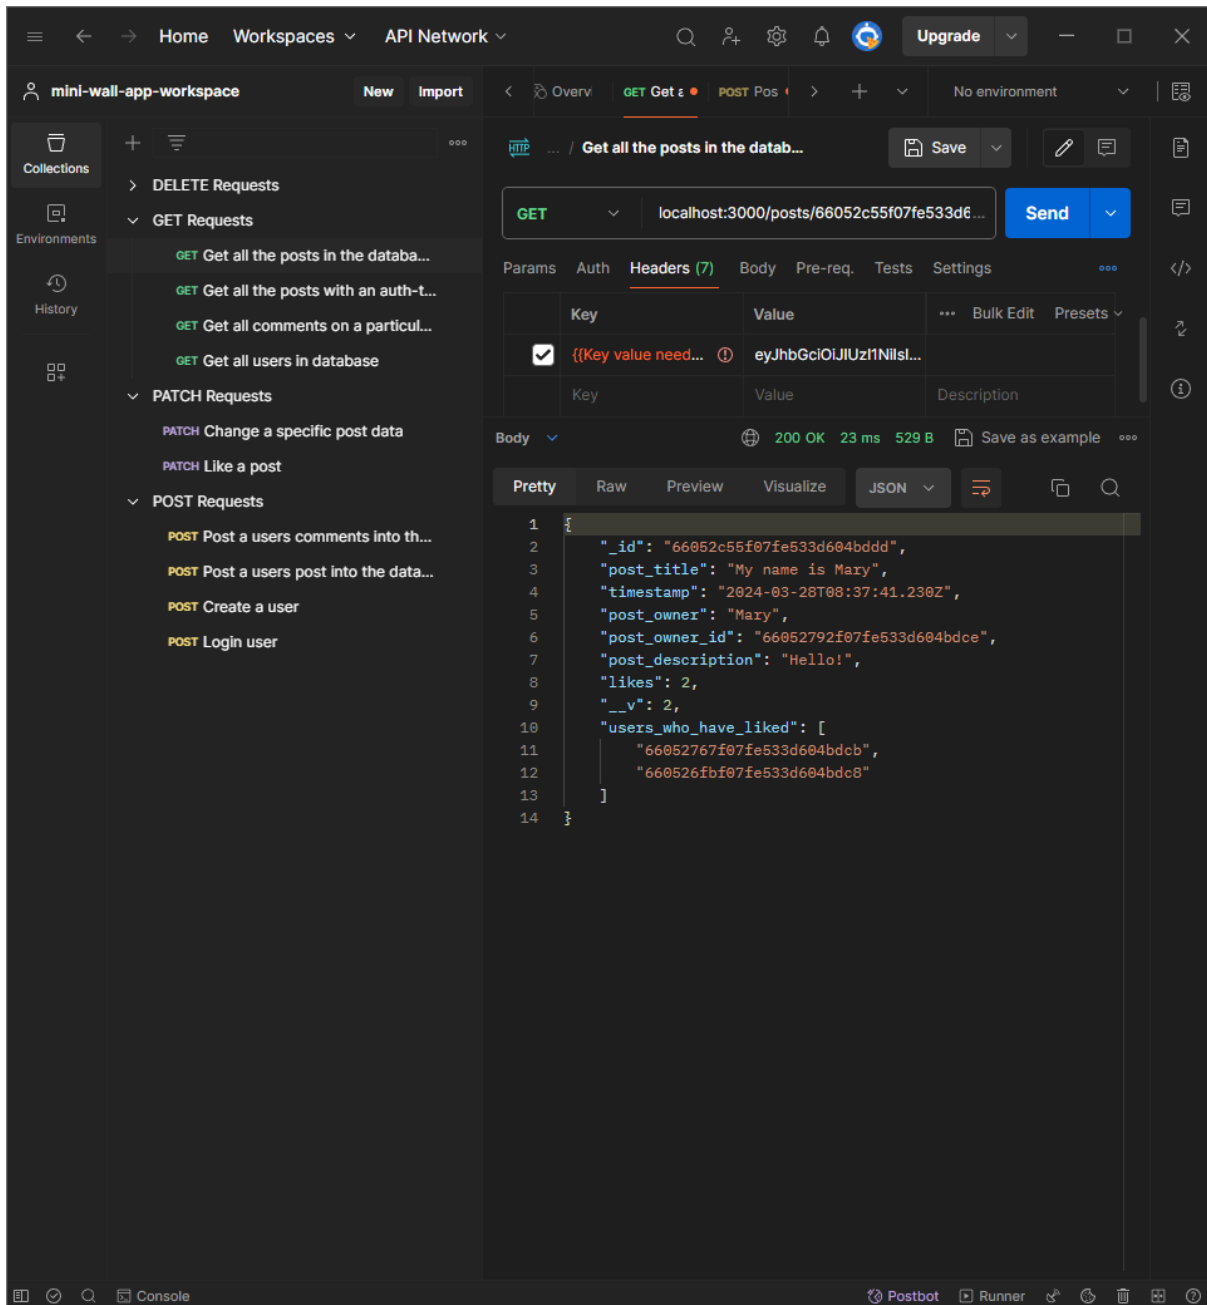 Home Workspaces API Network Upgrade
mini-wall-app-workspace New Import
GET Get a POST Pos No environment
Collections
Environments
History
DELETE Requests
GET Requests
GET Get all the posts in the databa...
GET Get all the posts with an auth-t...
GET Get all comments on a particul...
GET Get all users in database
PATCH Requests
PATCH Change a specific post data
PATCH Like a post
POST Requests
POST Post a users comments into th...
POST Post a users post into the data...
POST Create a user
POST Login user
HTTP ... / Get all the posts in the datab... Save
GET localhost:3000/posts/66052c55f07fe533d6... Send
Params Auth Headers (7) Body Pre-req. Tests Settings
Key Value Bulk Edit Presets
{{Key value need... eyJhbGciOiJIUzI1NiIsI...
Key Value Description
Body 200 OK 23 ms 529 B Save as example
Pretty Raw Preview Visualize JSON
1 {
2 "_id": "66052c55f07fe533d604bddd",
3 "post_title": "My name is Mary",
4 "timestamp": "2024-03-28T08:37:41.230Z",
5 "post_owner": "Mary",
6 "post_owner_id": "66052792f07fe533d604bdce",
7 "post_description": "Hello!",
8 "likes": 2,
9 "__v": 2,
10 "users_who_have_liked": [
11 "66052767f07fe533d604bdcb",
12 "660526fbf07fe533d604bdc8"
13 ]
14 }
Console Postbot Runner